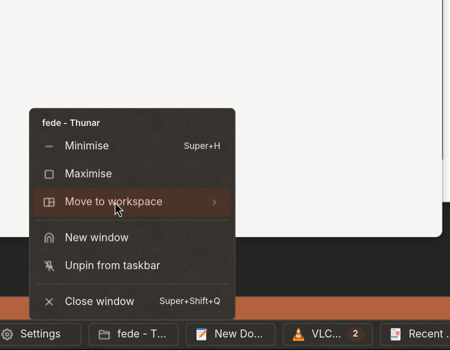 fede - Thunar
Minimise Super+H
Maximise
Move to workspace
New window
Unpin from taskbar
Close window Super+Shift+Q
Settings fede - T... New Do... VLC... 2 Recent .